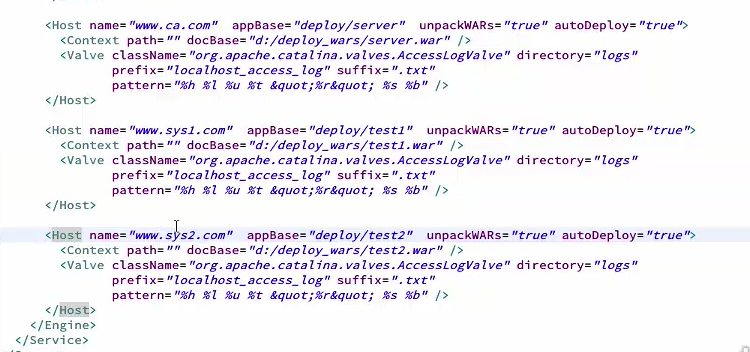 <Host name="www.ca.com" appBase="deploy/server" unpackWARs="true" autoDeploy="true">
<Context path="" docBase="d:/deploy_wars/server.war" />
<Valve className="org.apache.catalina.valves.AccessLogValve" directory="logs"
prefix="localhost_access_log" suffix=".txt"
pattern="%h %l %u %t &quot;%r&quot; %s %b" />
</Host>
<Host name="www.sys1.com" appBase="deploy/test1" unpackWARs="true" autoDeploy="true">
<Context path="" docBase="d:/deploy_wars/test1.war" />
<Valve className="org.apache.catalina.valves.AccessLogValve" directory="logs"
prefix="localhost_access_log" suffix=".txt"
pattern="%h %l %u %t &quot;%r&quot; %s %b" />
</Host>
<Host name="www.sys2.com" appBase="deploy/test2" unpackWARs="true" autoDeploy="true">
<Context path="" docBase="d:/deploy_wars/test2.war" />
<Valve className="org.apache.catalina.valves.AccessLogValve" directory="logs"
prefix="localhost_access_log" suffix=".txt"
pattern="%h %l %u %t &quot;%r&quot; %s %b" />
</Host>
</Engine>
</Service>